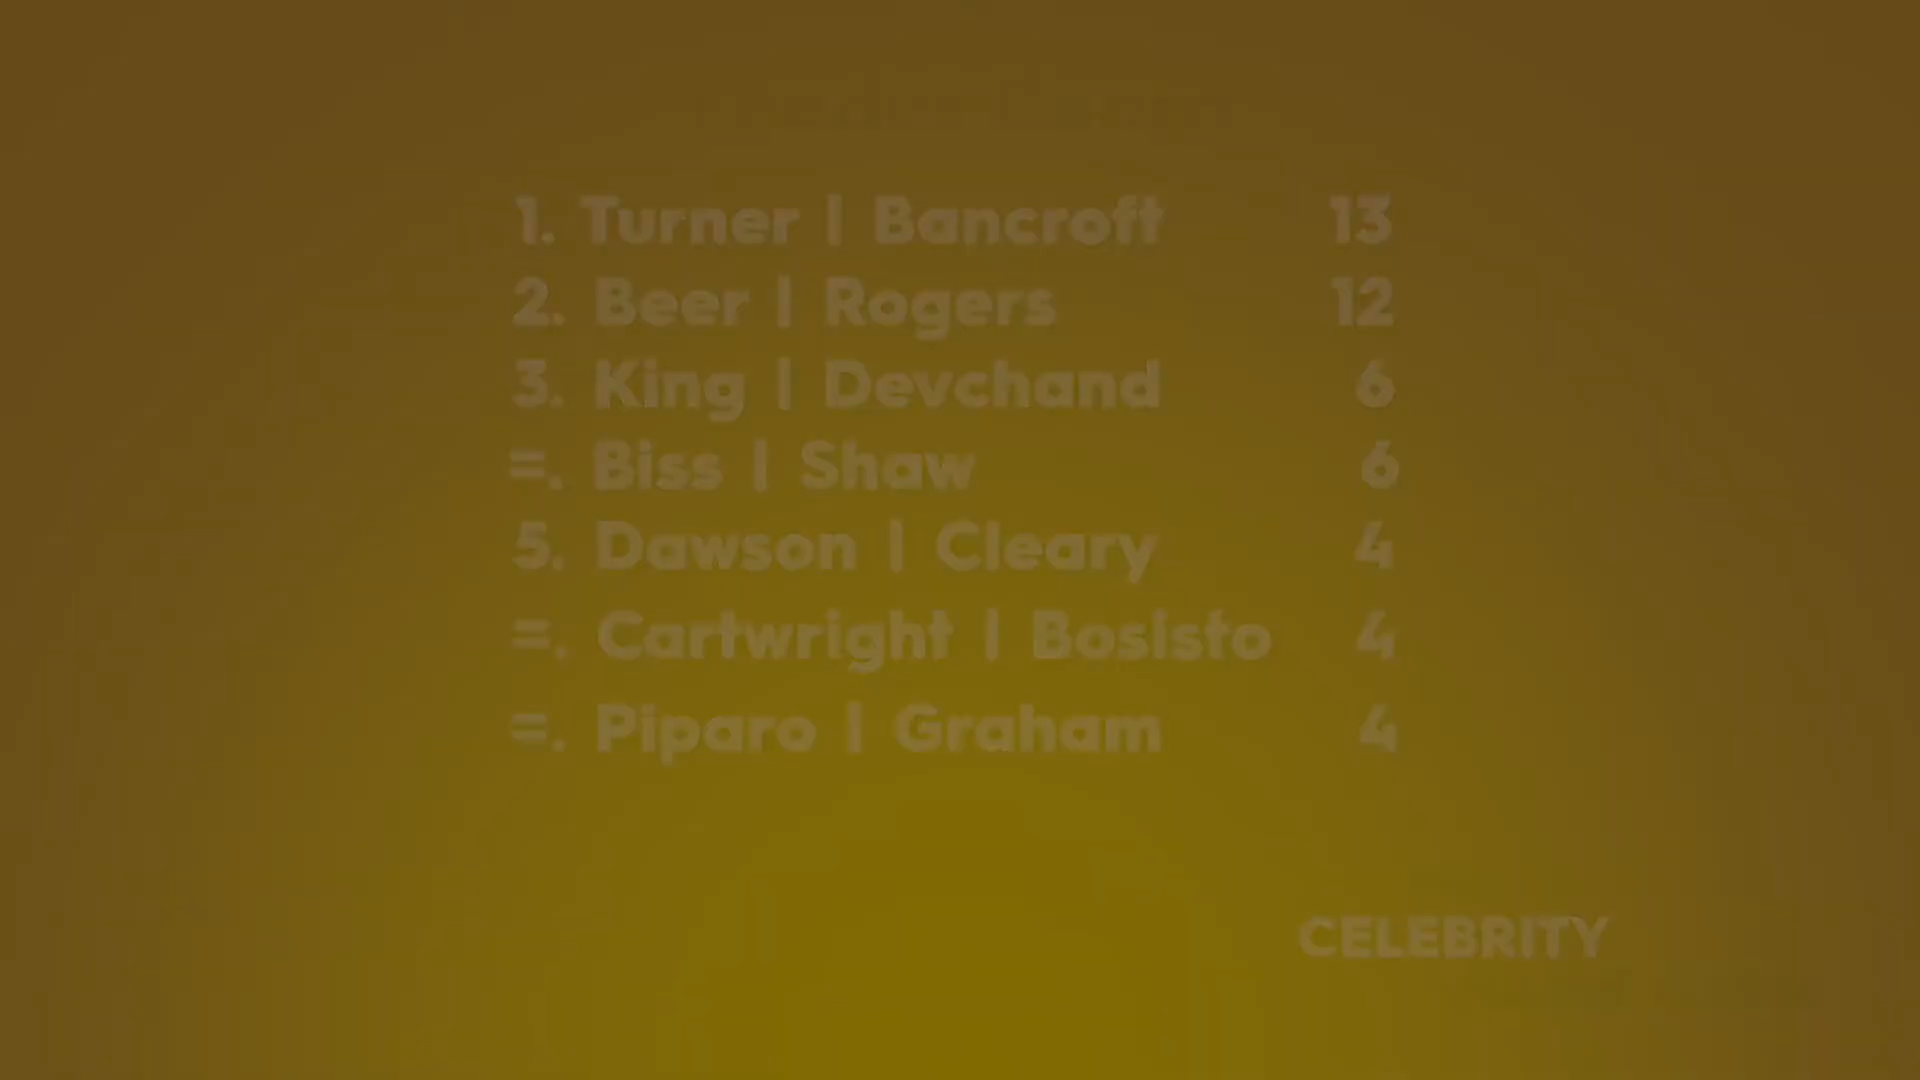 1. Turner | Bancroft 13
2. Beer | Rogers 12
3. King | Devchand 6
=. Biss | Shaw 6
5. Dawson | Cleary 4
=. Cartwright | Bosisto 4
=. Piparo | Graham 4
CELEBRITY